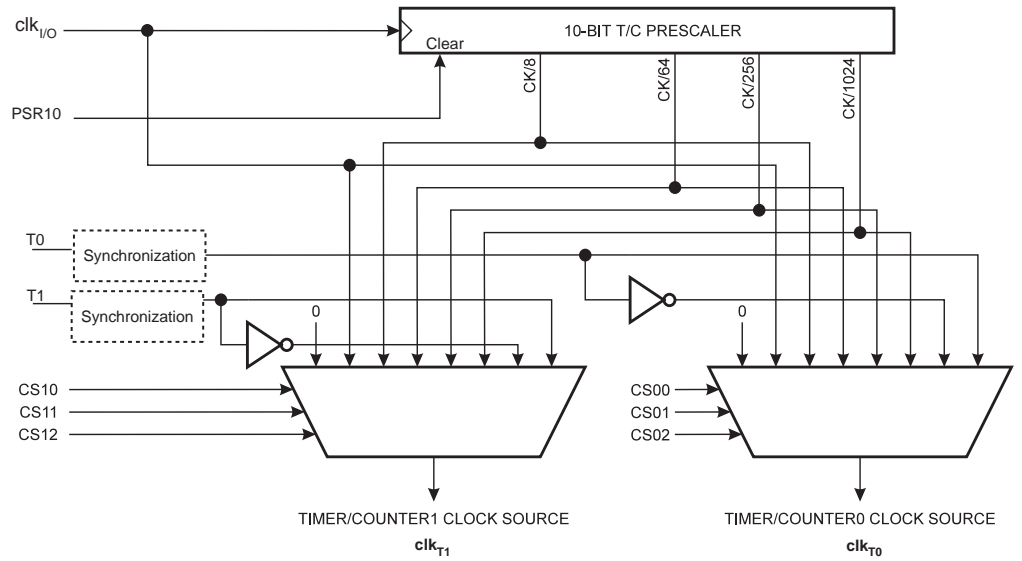 clkI/O
10-BIT T/C PRESCALER
Clear
CK/8
CK/64
CK/256
CK/1024
PSR10
T0
Synchronization
T1
Synchronization
0
0
CS10
CS11
CS12
CS00
CS01
CS02
TIMER/COUNTER1 CLOCK SOURCE
clkT1
TIMER/COUNTER0 CLOCK SOURCE
clkT0